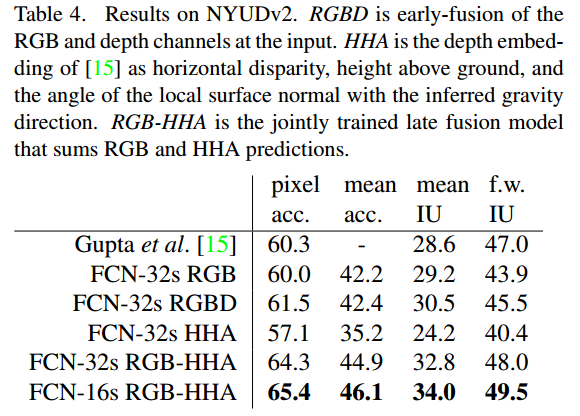 Table 4. Results on NYUDv2. RGBD is early-fusion of the
RGB and depth channels at the input. HHA is the depth embed-
ding of [15] as horizontal disparity, height above ground, and
the angle of the local surface normal with the inferred gravity
direction. RGB-HHA is the jointly trained late fusion model
that sums RGB and HHA predictions.
pixel mean mean f.w.
acc. acc. IU IU
Gupta et al. [15] 60.3 - 28.6 47.0
FCN-32s RGB 60.0 42.2 29.2 43.9
FCN-32s RGBD 61.5 42.4 30.5 45.5
FCN-32s HHA 57.1 35.2 24.2 40.4
FCN-32s RGB-HHA 64.3 44.9 32.8 48.0
FCN-16s RGB-HHA 65.4 46.1 34.0 49.5